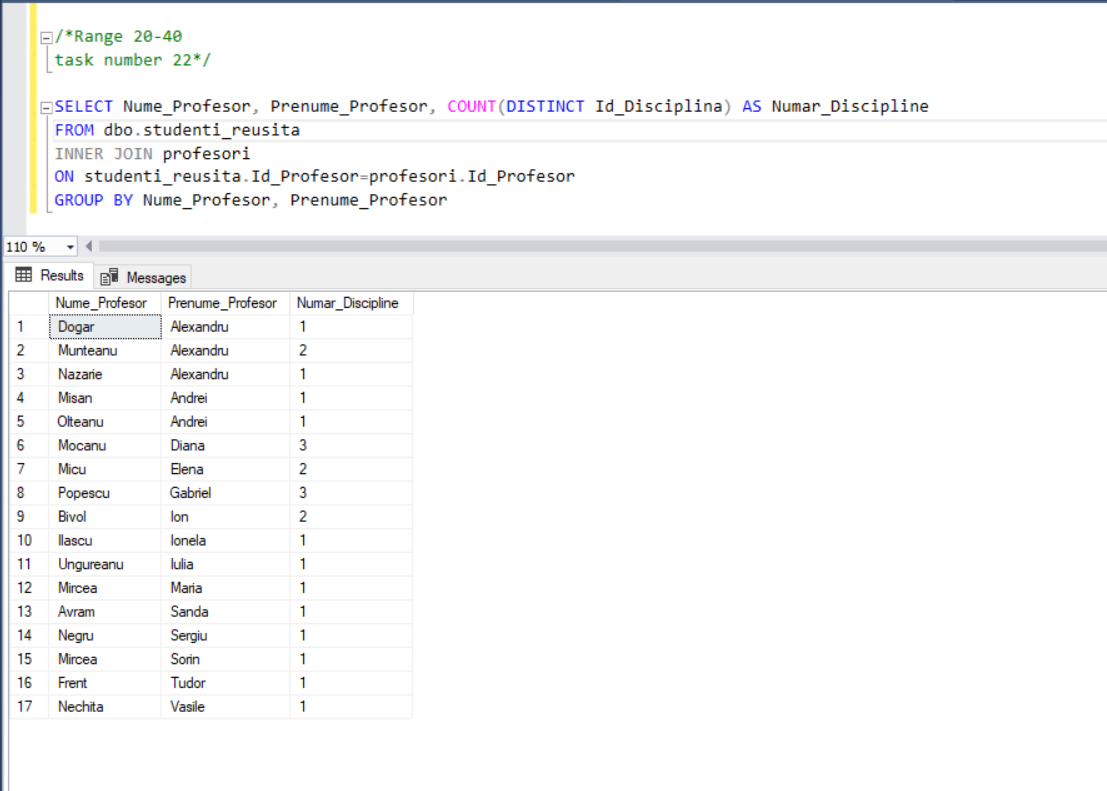 /*Range 20-40
task number 22*/
SELECT Nume_Profesor, Prenume_Profesor, COUNT(DISTINCT Id_Disciplina) AS Numar_Discipline
FROM dbo.studenti_reusita
INNER JOIN profesori
ON studenti_reusita.Id_Profesor=profesori.Id_Profesor
GROUP BY Nume_Profesor, Prenume_Profesor
110 %
Results Messages
Nume_Profesor Prenume_Profesor Numar_Discipline
1 Dogar Alexandru 1
2 Munteanu Alexandru 2
3 Nazarie Alexandru 1
4 Misan Andrei 1
5 Olteanu Andrei 1
6 Mocanu Diana 3
7 Micu Elena 2
8 Popescu Gabriel 3
9 Bivol Ion 2
10 Ilascu Ionela 1
11 Ungureanu Iulia 1
12 Mircea Maria 1
13 Avram Sanda 1
14 Negru Sergiu 1
15 Mircea Sorin 1
16 Frent Tudor 1
17 Nechita Vasile 1